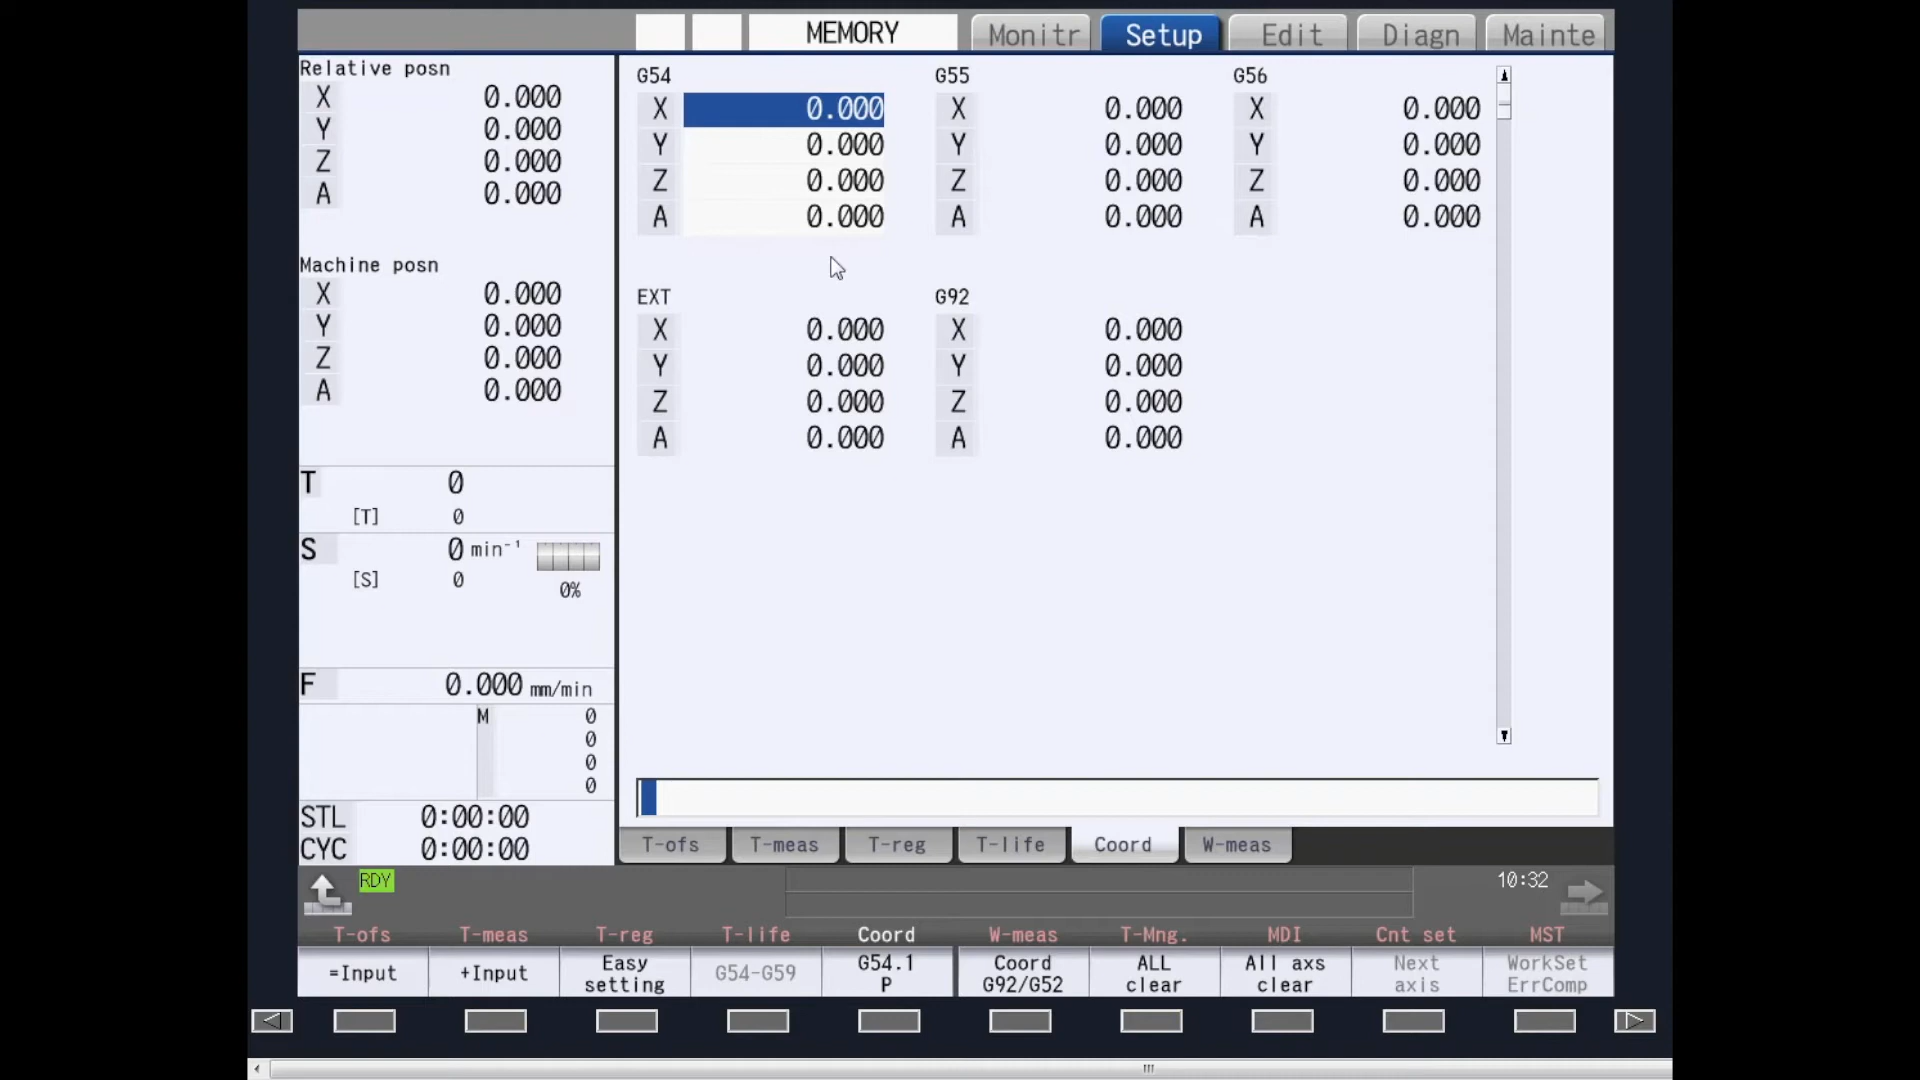 MEMORY Monitr Setup Edit Diagn Mainte
Relative posn
X 0.000
Y 0.000
Z 0.000
A 0.000
Machine posn
X 0.000
Y 0.000
Z 0.000
A 0.000
T 0
[T] 0
S 0 min⁻¹
[S] 0
0%
F 0.000 mm/min
M 0
0
0
0
STL 0:00:00
CYC 0:00:00
G54
X 0.000
Y 0.000
Z 0.000
A 0.000
G55
X 0.000
Y 0.000
Z 0.000
A 0.000
G56
X 0.000
Y 0.000
Z 0.000
A 0.000
EXT
X 0.000
Y 0.000
Z 0.000
A 0.000
G92
X 0.000
Y 0.000
Z 0.000
A 0.000
T-ofs T-meas T-reg T-life Coord W-meas
RDY
10:32
T-ofs T-meas T-reg T-life Coord W-meas T-Mng. MDI Cnt set MST
=Input
+Input
Easy
setting
G54-G59
G54.1
P
Coord
G92/G52
ALL
clear
All axs
clear
Next
axis
WorkSet
ErrComp